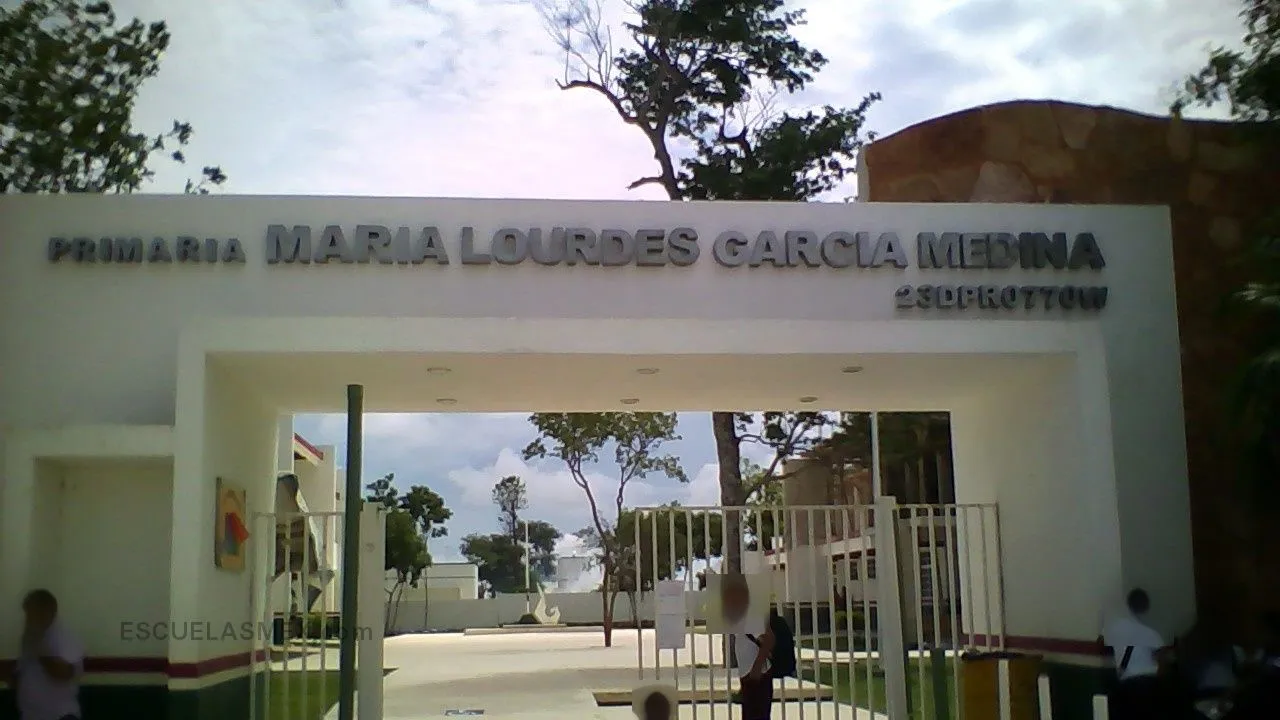 PRIMARIA MARIA LOURDES GARCIA MEDINA
23DPR0770W